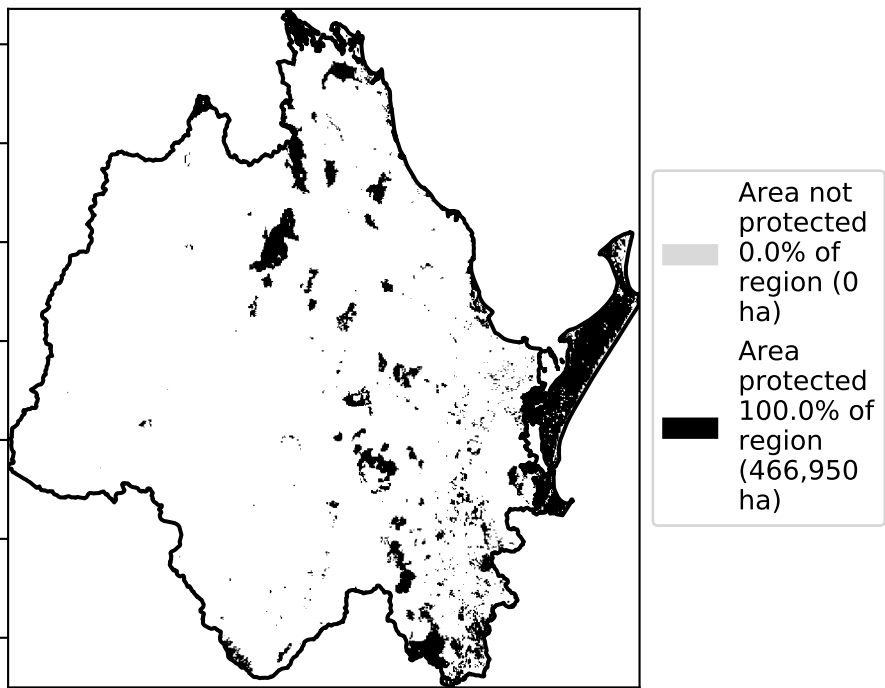 Area not
protected
0.0% of
region (0
ha)
Area
protected
100.0% of
region
(466,950
ha)